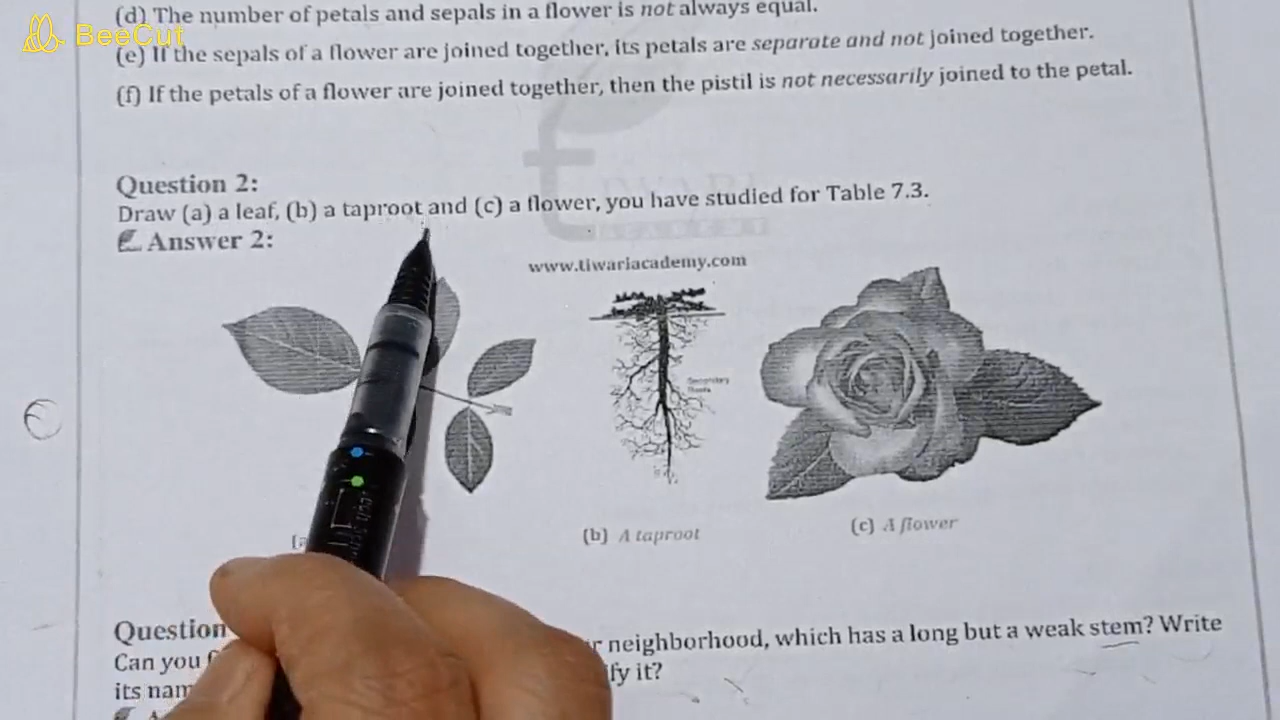 BeeCut
(d) The number of petals and sepals in a flower is not always equal.
(e) If the sepals of a flower are joined together, its petals are separate and not joined together.
(f) If the petals of a flower are joined together, then the pistil is not necessarily joined to the petal.
Question 2:
Draw (a) a leaf, (b) a taproot and (c) a flower, you have studied for Table 7.3.
Answer 2:
www.tiwariacademy.com
Secondary
Roots
(b) A taproot
(c) A flower
Question
neighborhood, which has a long but a weak stem? Write
Can you
its it?